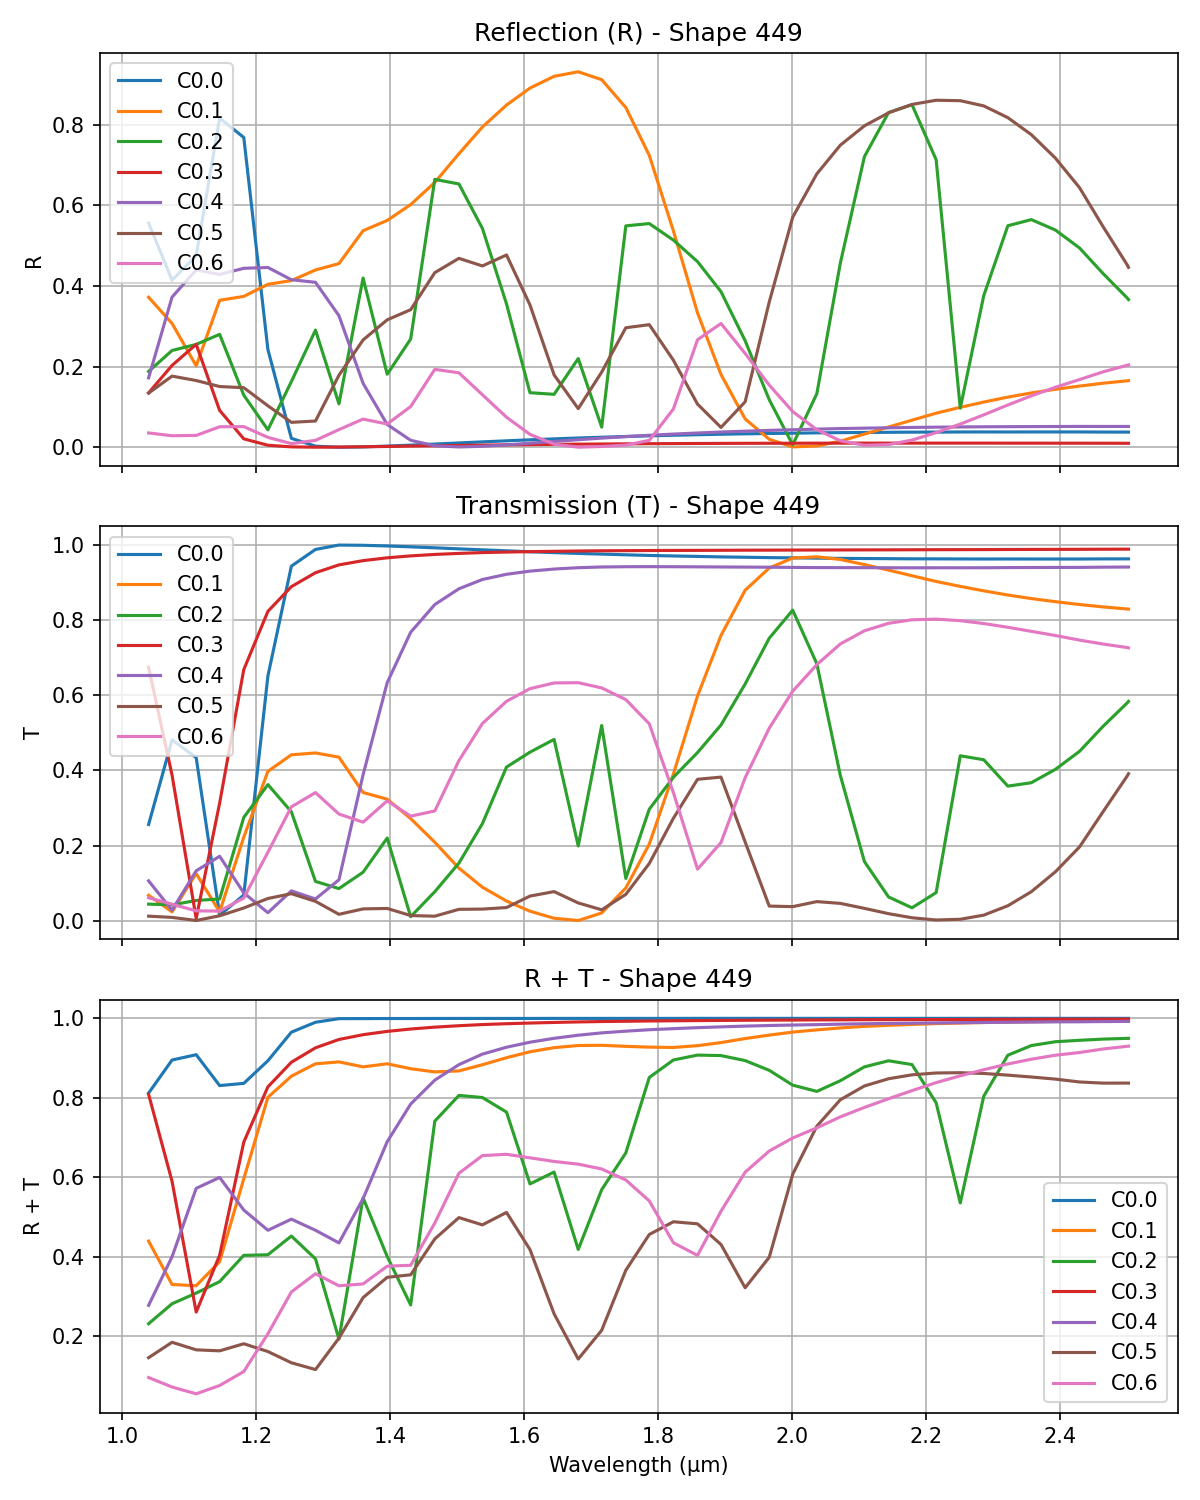 Reflection (R) - Shape 449
C0.0
C0.1
C0.2
C0.3
C0.4
C0.5
C0.6
0.8
0.6
0.4
0.2
0.0
R
Transmission (T) - Shape 449
C0.0
C0.1
C0.2
C0.3
C0.4
C0.5
C0.6
1.0
0.8
0.6
0.4
0.2
0.0
T
R + T - Shape 449
1.0
0.8
0.6
0.4
0.2
R + T
C0.0
C0.1
C0.2
C0.3
C0.4
C0.5
C0.6
1.0 1.2 1.4 1.6 1.8 2.0 2.2 2.4
Wavelength (μm)